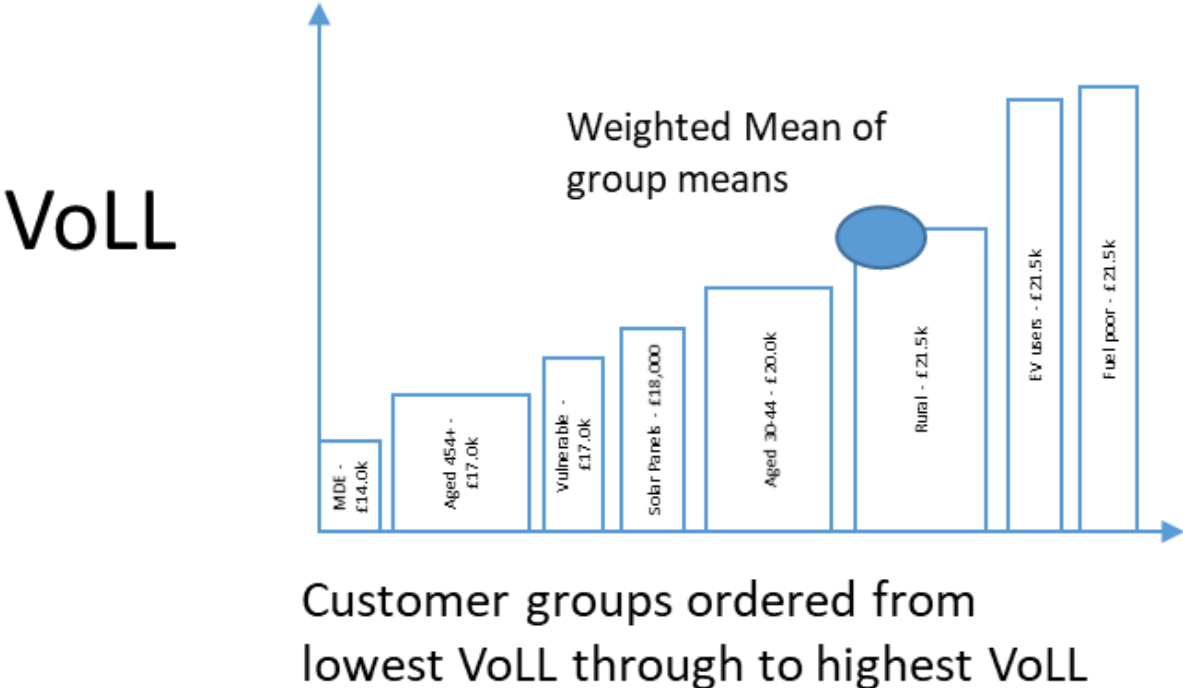 VoLL
Weighted Mean of
group means
MDE -
£14.0k
Aged 454+ -
£17.0k
Vulnerable -
£17.0k
Solar Panels - £18,000
Aged 30-44 - £20.0k
Rural - £21.5k
EV users - £21.5k
Fuel poor - £21.5k
Customer groups ordered from
lowest VoLL through to highest VoLL